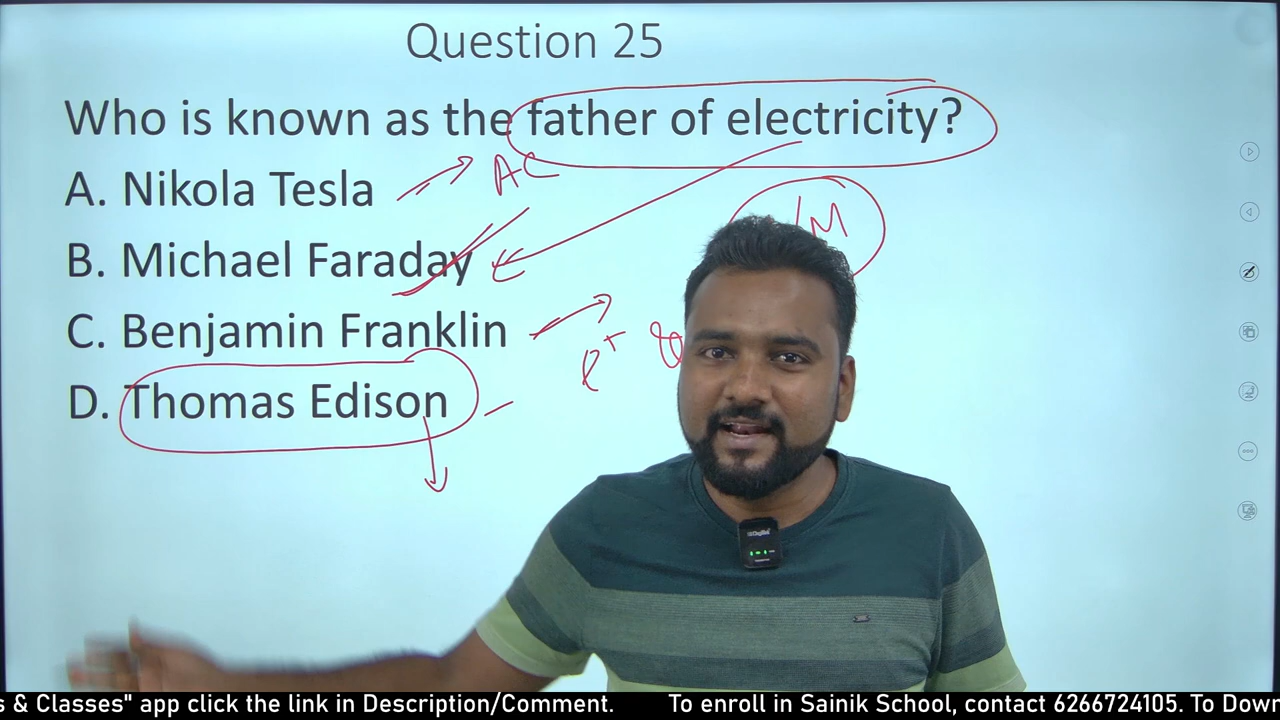 Question 25
Who is known as the father of electricity?
A. Nikola Tesla
AC
B. Michael Faraday
M
C. Benjamin Franklin
e+
D. Thomas Edison
s & Classes" app click the link in Description/Comment. To enroll in Sainik School, contact 6266724105. To Down